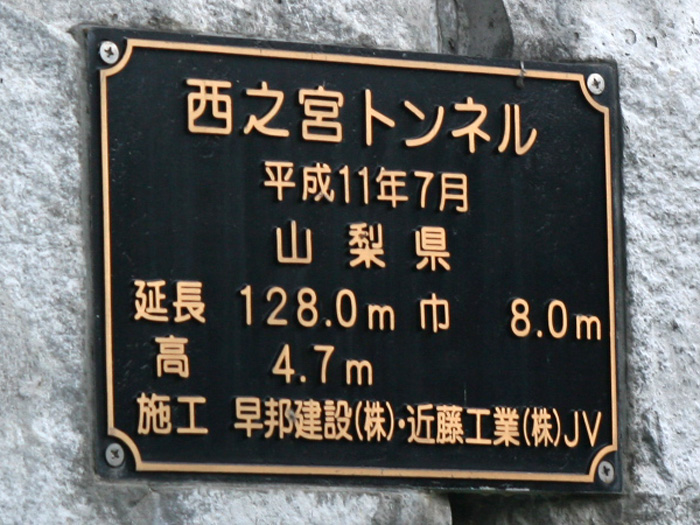 西之宮トンネル
平成11年7月
山梨県
延長 128.0m 巾 8.0m
高 4.7m
施工 早邦建設(株)・近藤工業(株)JV